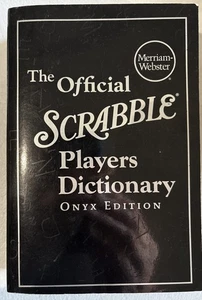 Merriam-
Webster®
The Official
SCRABBLE®
Players
Dictionary
ONYX EDITION